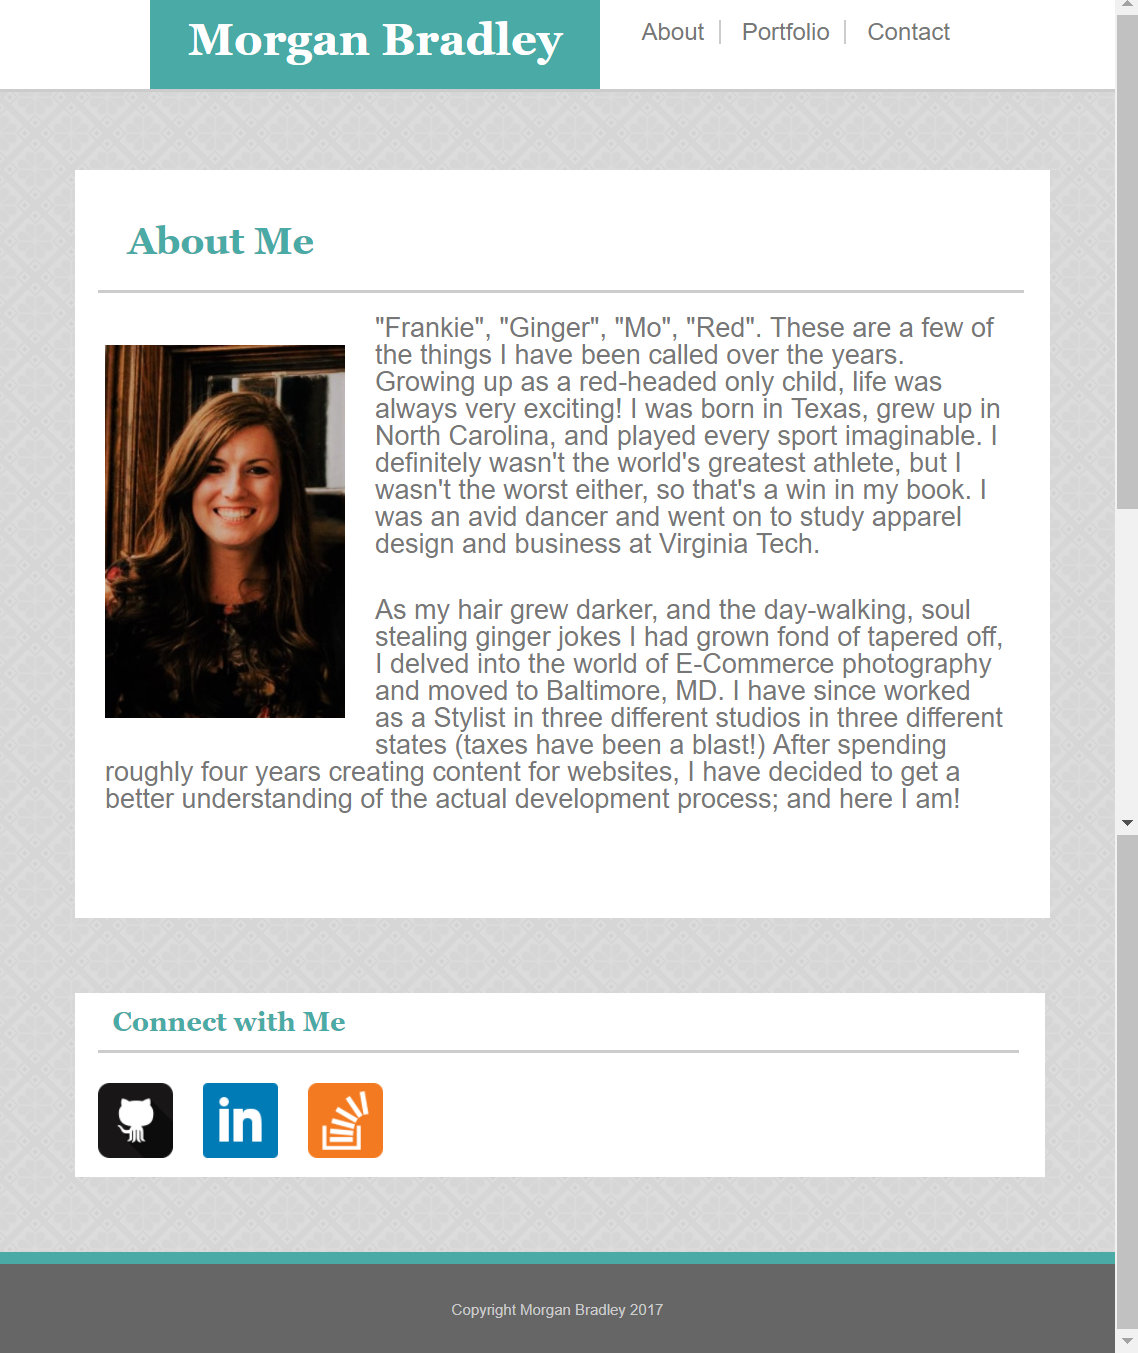 Morgan Bradley
About
Portfolio
Contact
About Me
"Frankie", "Ginger", "Mo", "Red". These are a few of
the things I have been called over the years.
Growing up as a red-headed only child, life was
always very exciting! I was born in Texas, grew up in
North Carolina, and played every sport imaginable. I
definitely wasn't the world's greatest athlete, but I
wasn't the worst either, so that's a win in my book. I
was an avid dancer and went on to study apparel
design and business at Virginia Tech.
As my hair grew darker, and the day-walking, soul
stealing ginger jokes I had grown fond of tapered off,
I delved into the world of E-Commerce photography
and moved to Baltimore, MD. I have since worked
as a Stylist in three different studios in three different
states (taxes have been a blast!) After spending
roughly four years creating content for websites, I have decided to get a
better understanding of the actual development process; and here I am!
Connect with Me
in
Copyright Morgan Bradley 2017